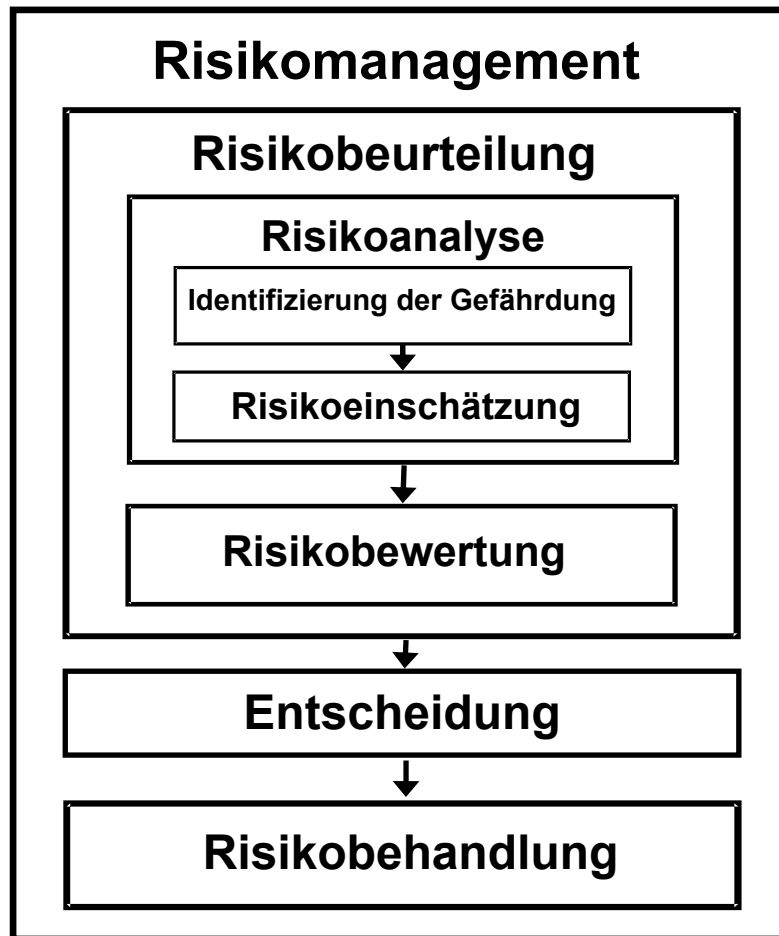 Risikomanagement
Risikobeurteilung
Risikoanalyse
Identifizierung der Gefährdung
Risikoeinschätzung
Risikobewertung
Entscheidung
Risikobehandlung